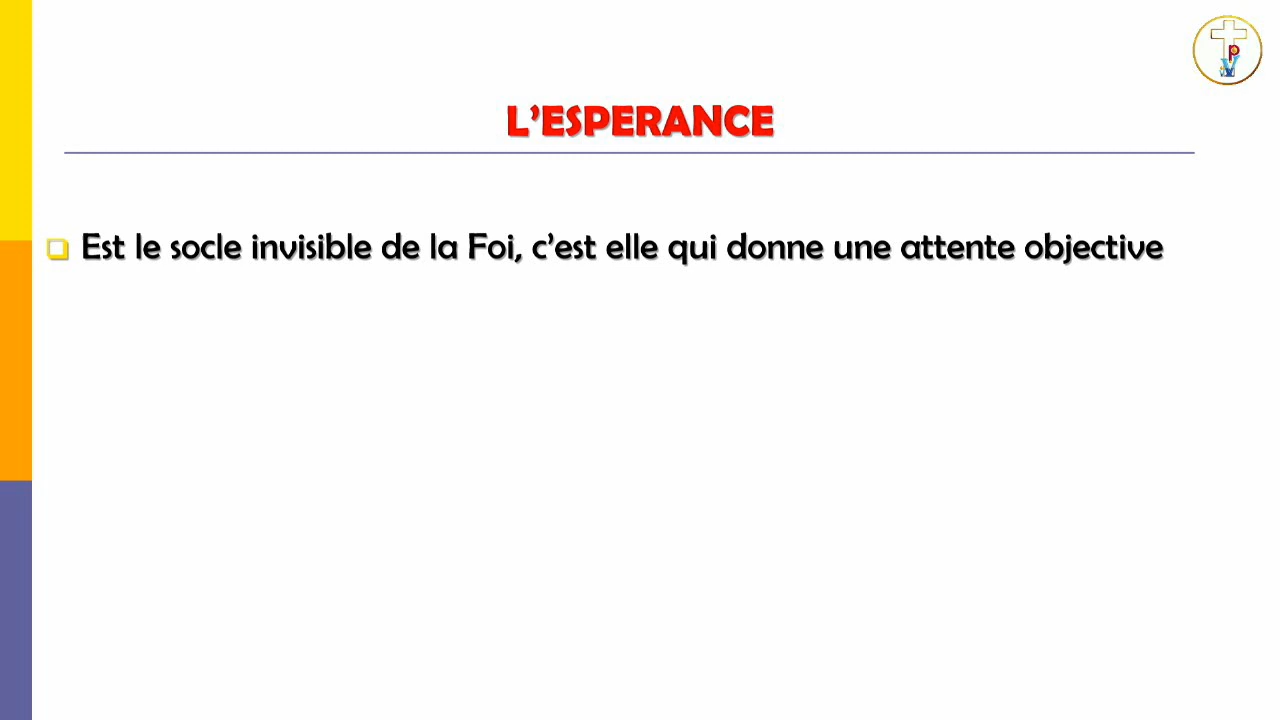 L’ESPERANCE
Est le socle invisible de la Foi, c’est elle qui donne une attente objective